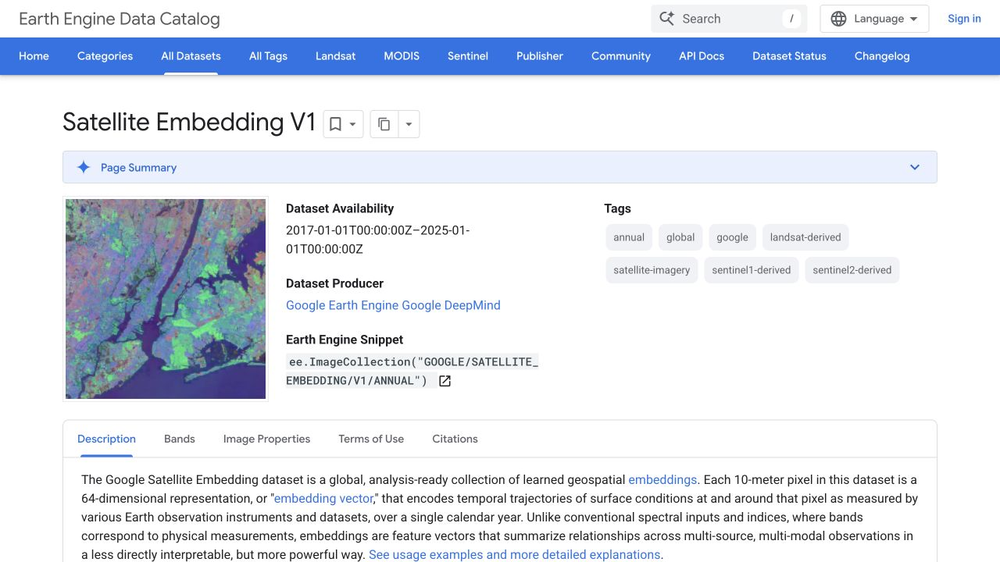 Earth Engine Data Catalog
Search
/
Language
Sign in
Home Categories All Datasets All Tags Landsat MODIS Sentinel Publisher Community API Docs Dataset Status Changelog
Satellite Embedding V1
Page Summary
Dataset Availability
2017-01-01T00:00:00Z–2025-01-
01T00:00:00Z
Dataset Producer
Google Earth Engine Google DeepMind
Earth Engine Snippet
ee.ImageCollection("GOOGLE/SATELLITE_
EMBEDDING/V1/ANNUAL")
Tags
annual global google landsat-derived
satellite-imagery sentinel1-derived sentinel2-derived
Description Bands Image Properties Terms of Use Citations
The Google Satellite Embedding dataset is a global, analysis-ready collection of learned geospatial embeddings. Each 10-meter pixel in this dataset is a
64-dimensional representation, or "embedding vector," that encodes temporal trajectories of surface conditions at and around that pixel as measured by
various Earth observation instruments and datasets, over a single calendar year. Unlike conventional spectral inputs and indices, where bands
correspond to physical measurements, embeddings are feature vectors that summarize relationships across multi-source, multi-modal observations in
a less directly interpretable, but more powerful way. See usage examples and more detailed explanations.